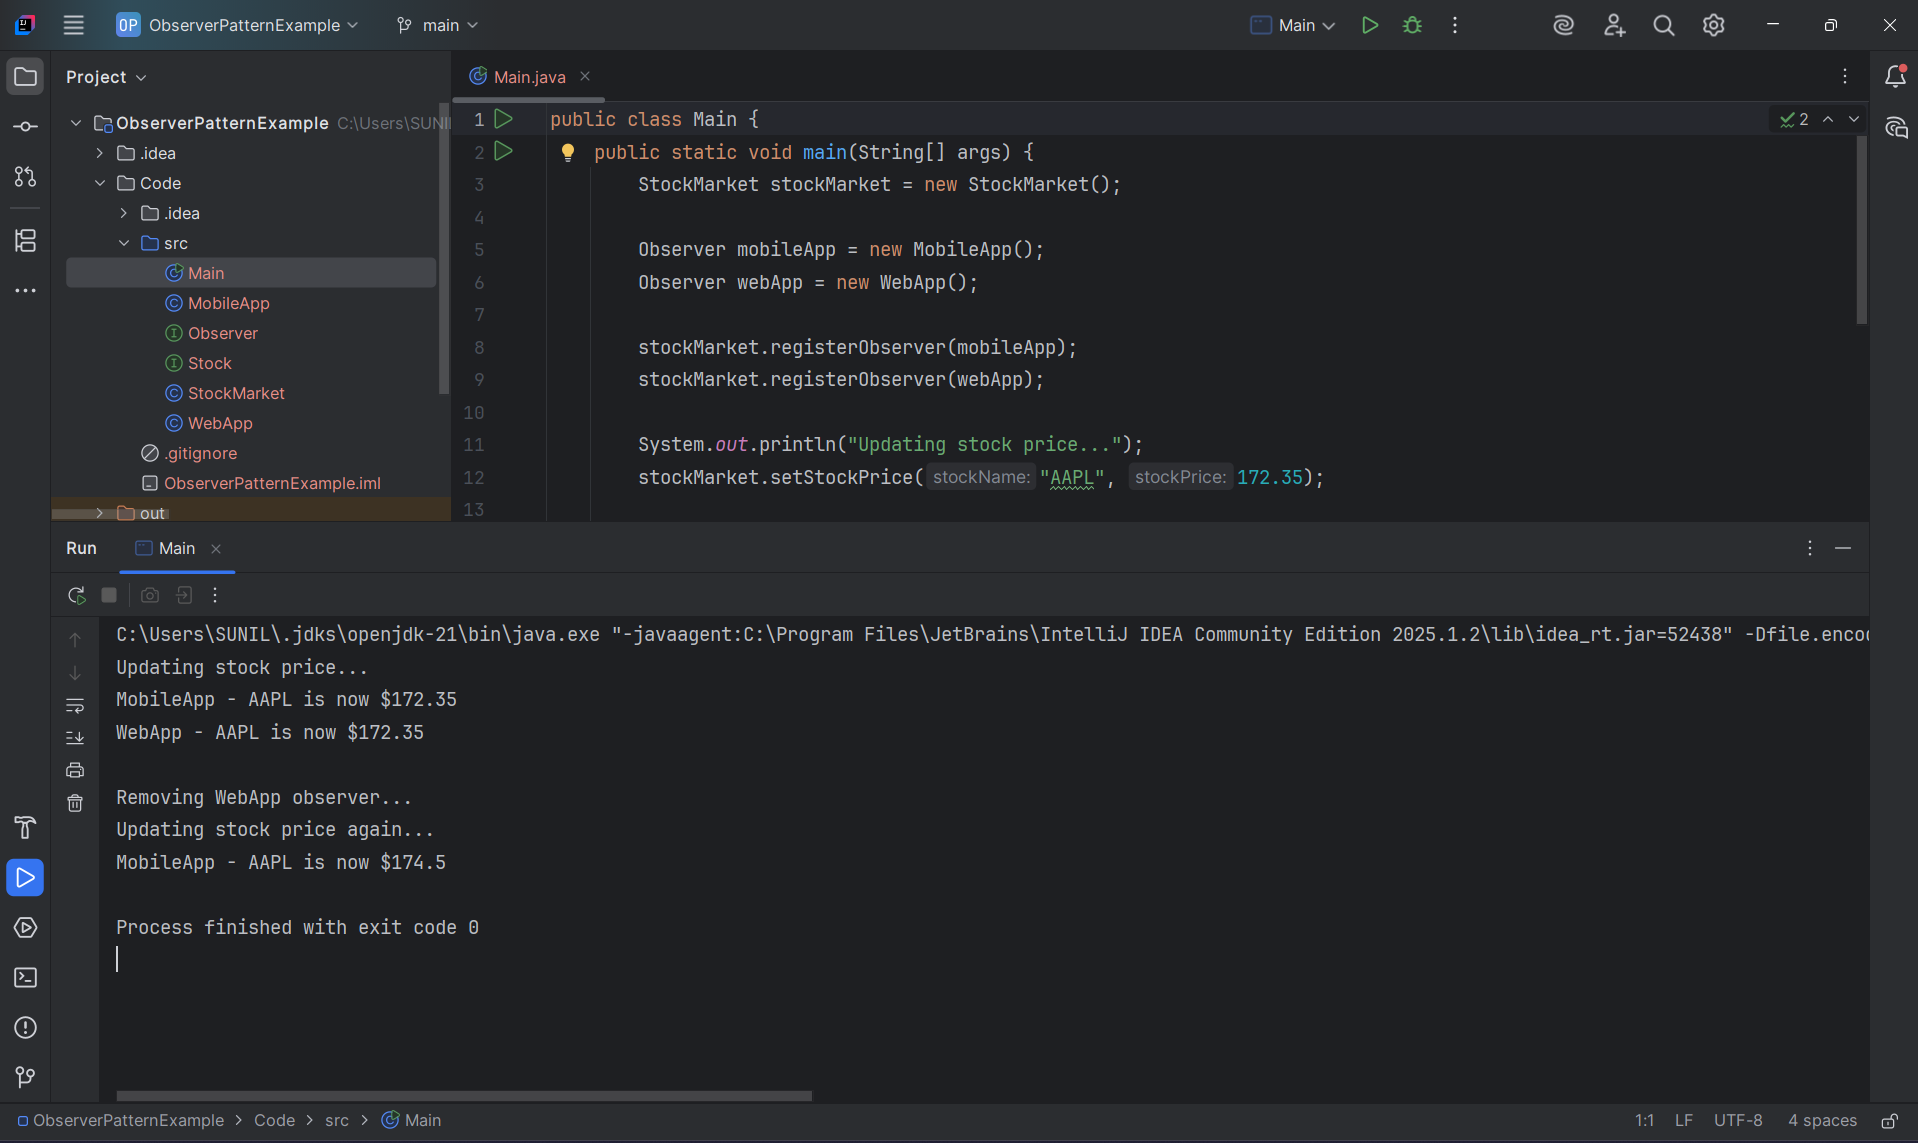 OP ObserverPatternExample main Main
Project
ObserverPatternExample C:\Users\SUNI
.idea
Code
.idea
src
Main
MobileApp
Observer
Stock
StockMarket
WebApp
.gitignore
ObserverPatternExample.iml
out
Main.java
2
1 public class Main {
2 public static void main(String[] args) {
3 StockMarket stockMarket = new StockMarket();
4
5 Observer mobileApp = new MobileApp();
6 Observer webApp = new WebApp();
7
8 stockMarket.registerObserver(mobileApp);
9 stockMarket.registerObserver(webApp);
10
11 System.out.println("Updating stock price...");
12 stockMarket.setStockPrice( stockName: "AAPL", stockPrice: 172.35);
13
Run Main
C:\Users\SUNIL\.jdks\openjdk-21\bin\java.exe "-javaagent:C:\Program Files\JetBrains\IntelliJ IDEA Community Edition 2025.1.2\lib\idea_rt.jar=52438" -Dfile.enco
Updating stock price...
MobileApp - AAPL is now $172.35
WebApp - AAPL is now $172.35
Removing WebApp observer...
Updating stock price again...
MobileApp - AAPL is now $174.5
Process finished with exit code 0
ObserverPatternExample > Code > src > Main
1:1 LF UTF-8 4 spaces